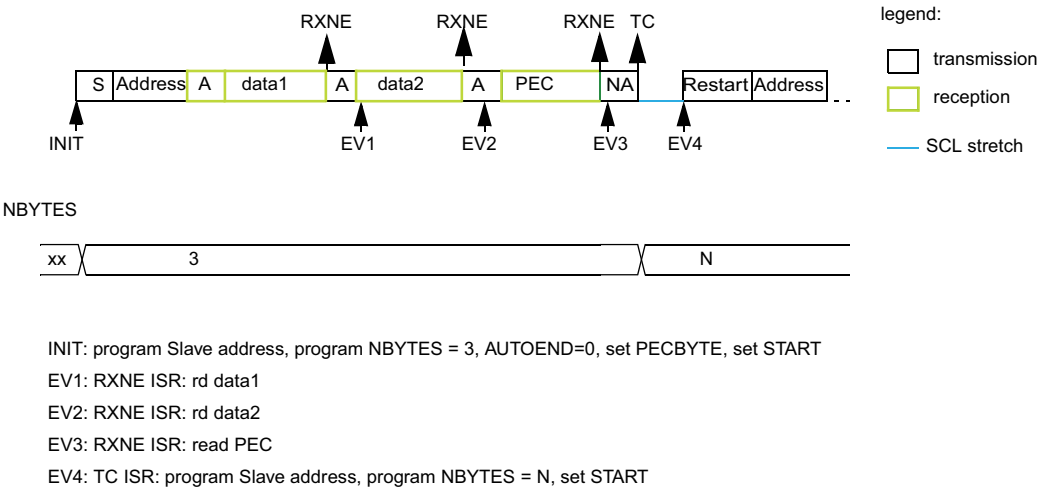 legend:
RXNE RXNE RXNE TC
transmission
S Address A data1 A data2 A PEC NA Restart Address
reception
INIT EV1 EV2 EV3 EV4
SCL stretch
NBYTES
xx 3 N
INIT: program Slave address, program NBYTES = 3, AUTOEND=0, set PECBYTE, set START
EV1: RXNE ISR: rd data1
EV2: RXNE ISR: rd data2
EV3: RXNE ISR: read PEC
EV4: TC ISR: program Slave address, program NBYTES = N, set START